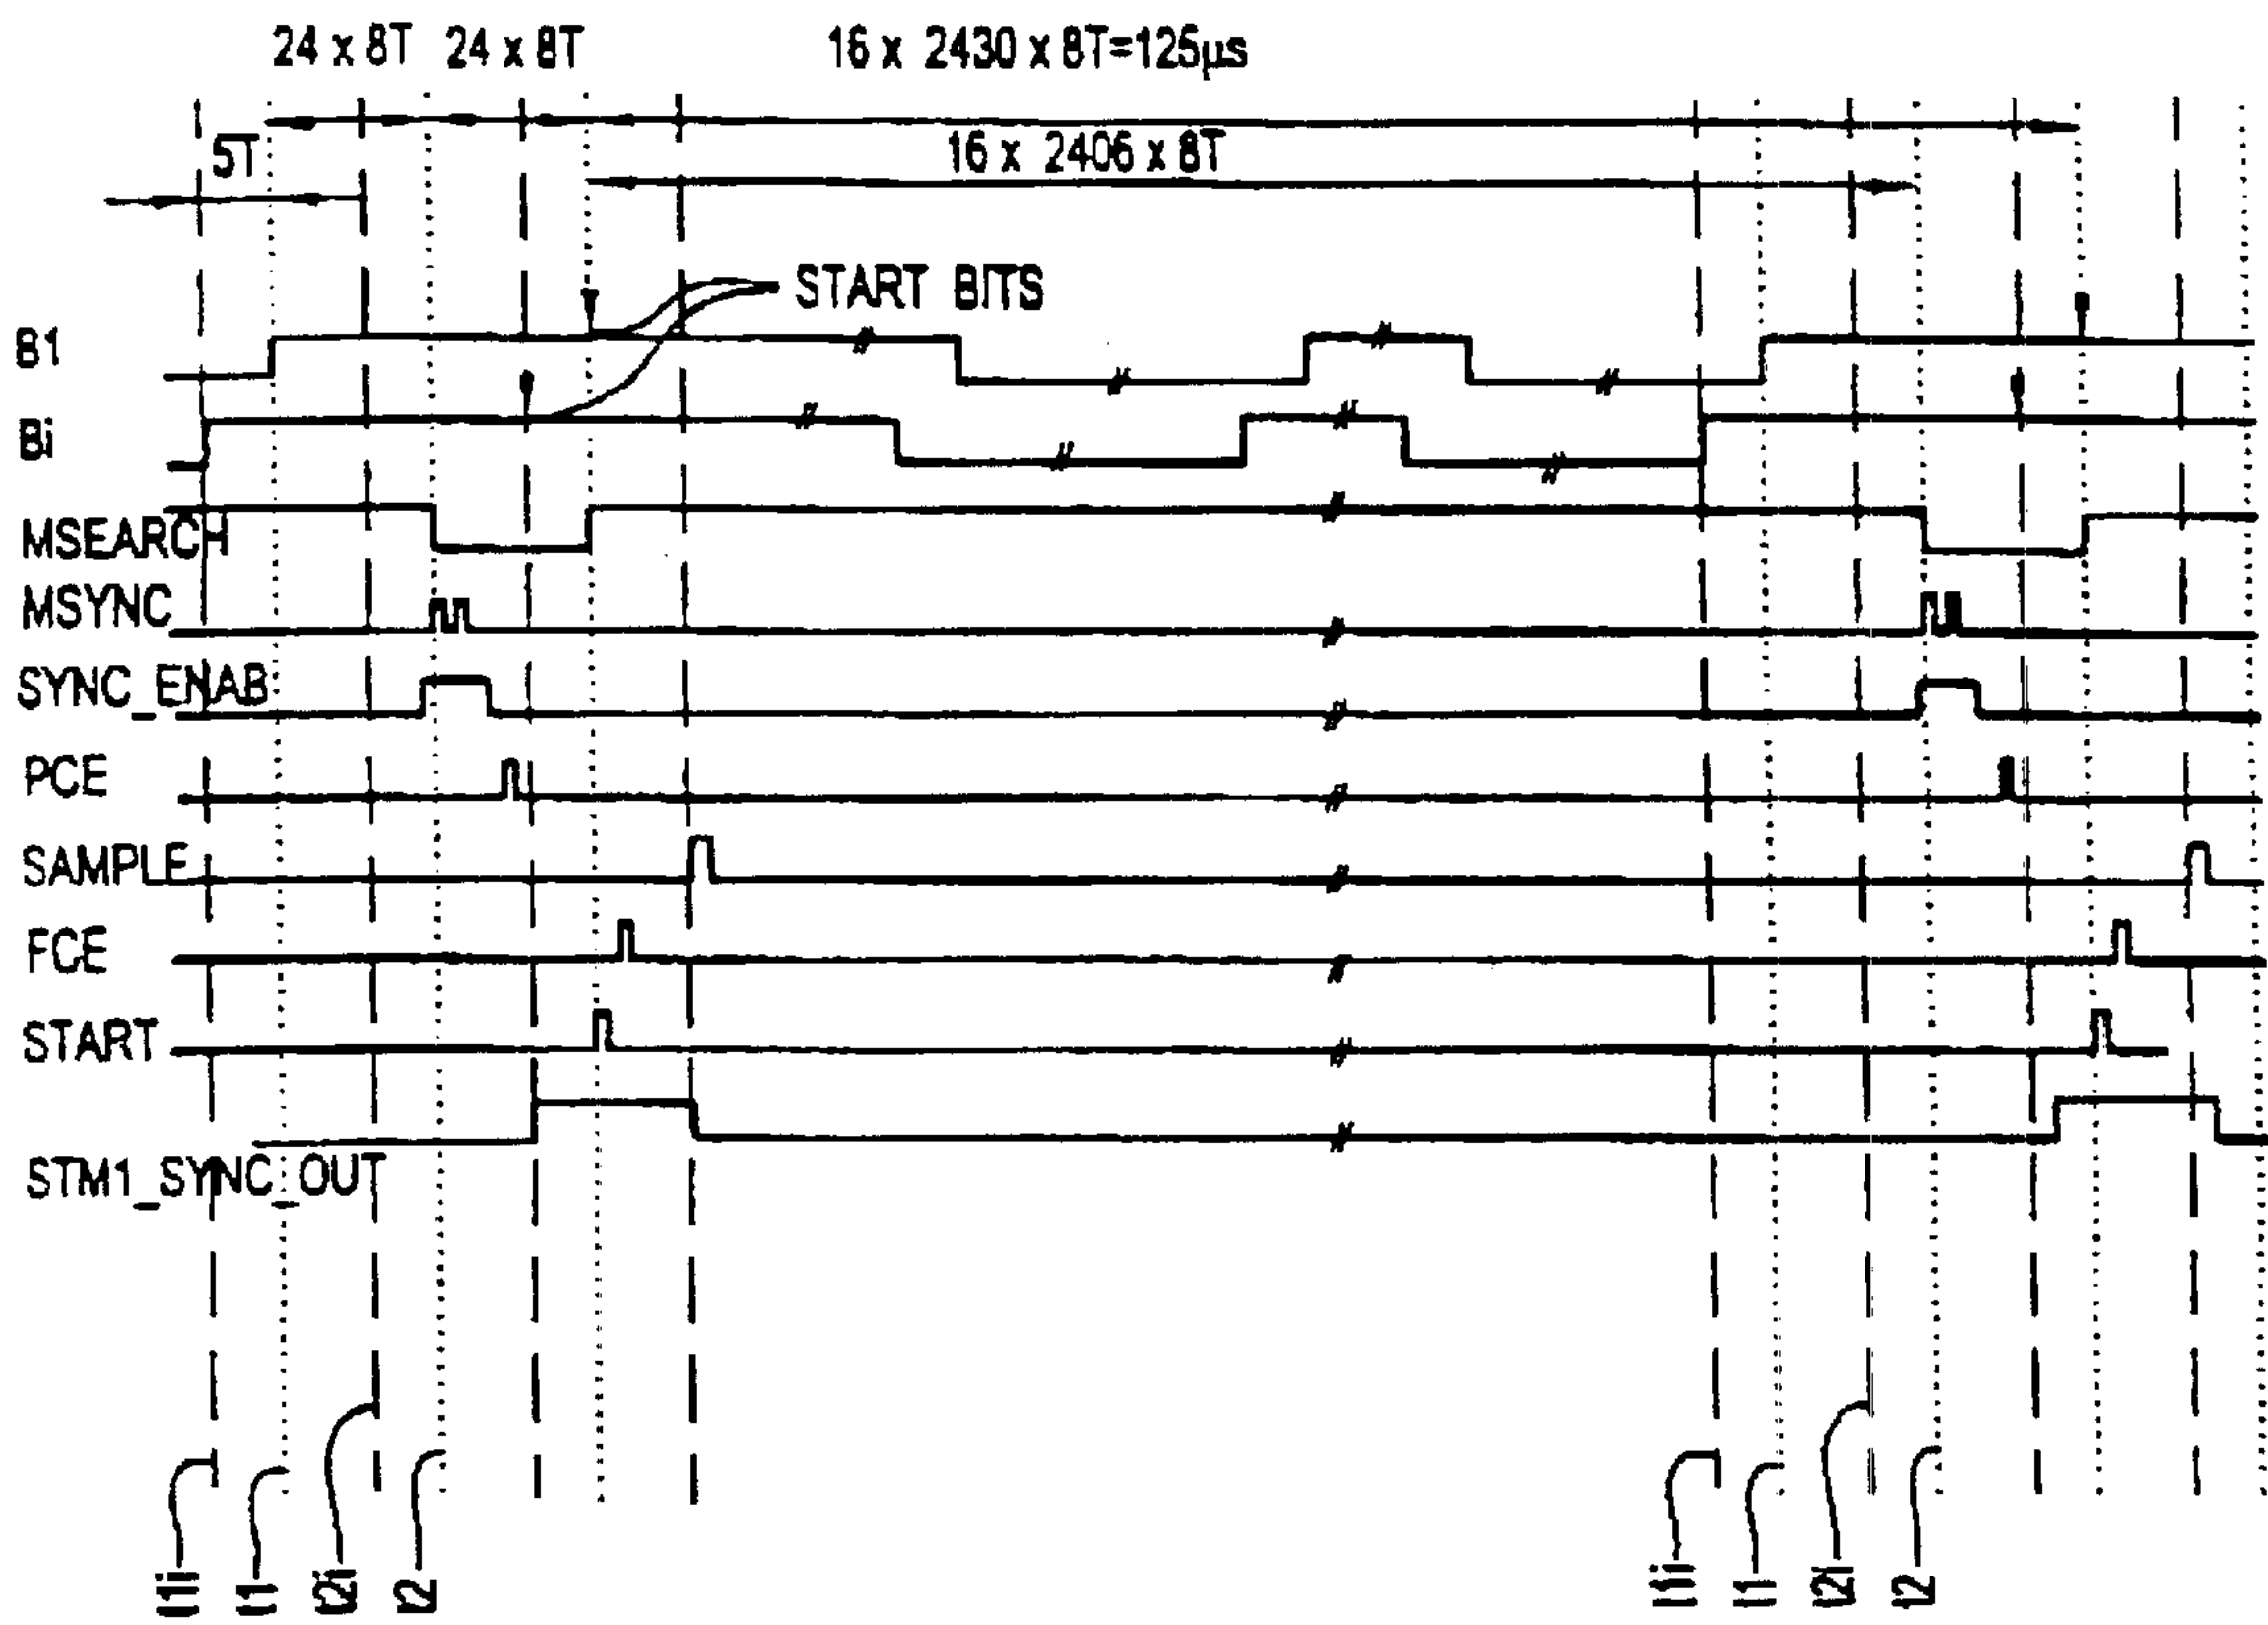 24 x 8T 24 x 8T 16 x 2430 x 8T=125µs
5T 16 x 2406 x 8T
START BITS
B1
Bi
MSEARCH
MSYNC
SYNC_ENAB
PCE
SAMPLE
FCE
START
STM1_SYNC_OUT
t1i t1 t2i t2 t1i t1 t2i t2